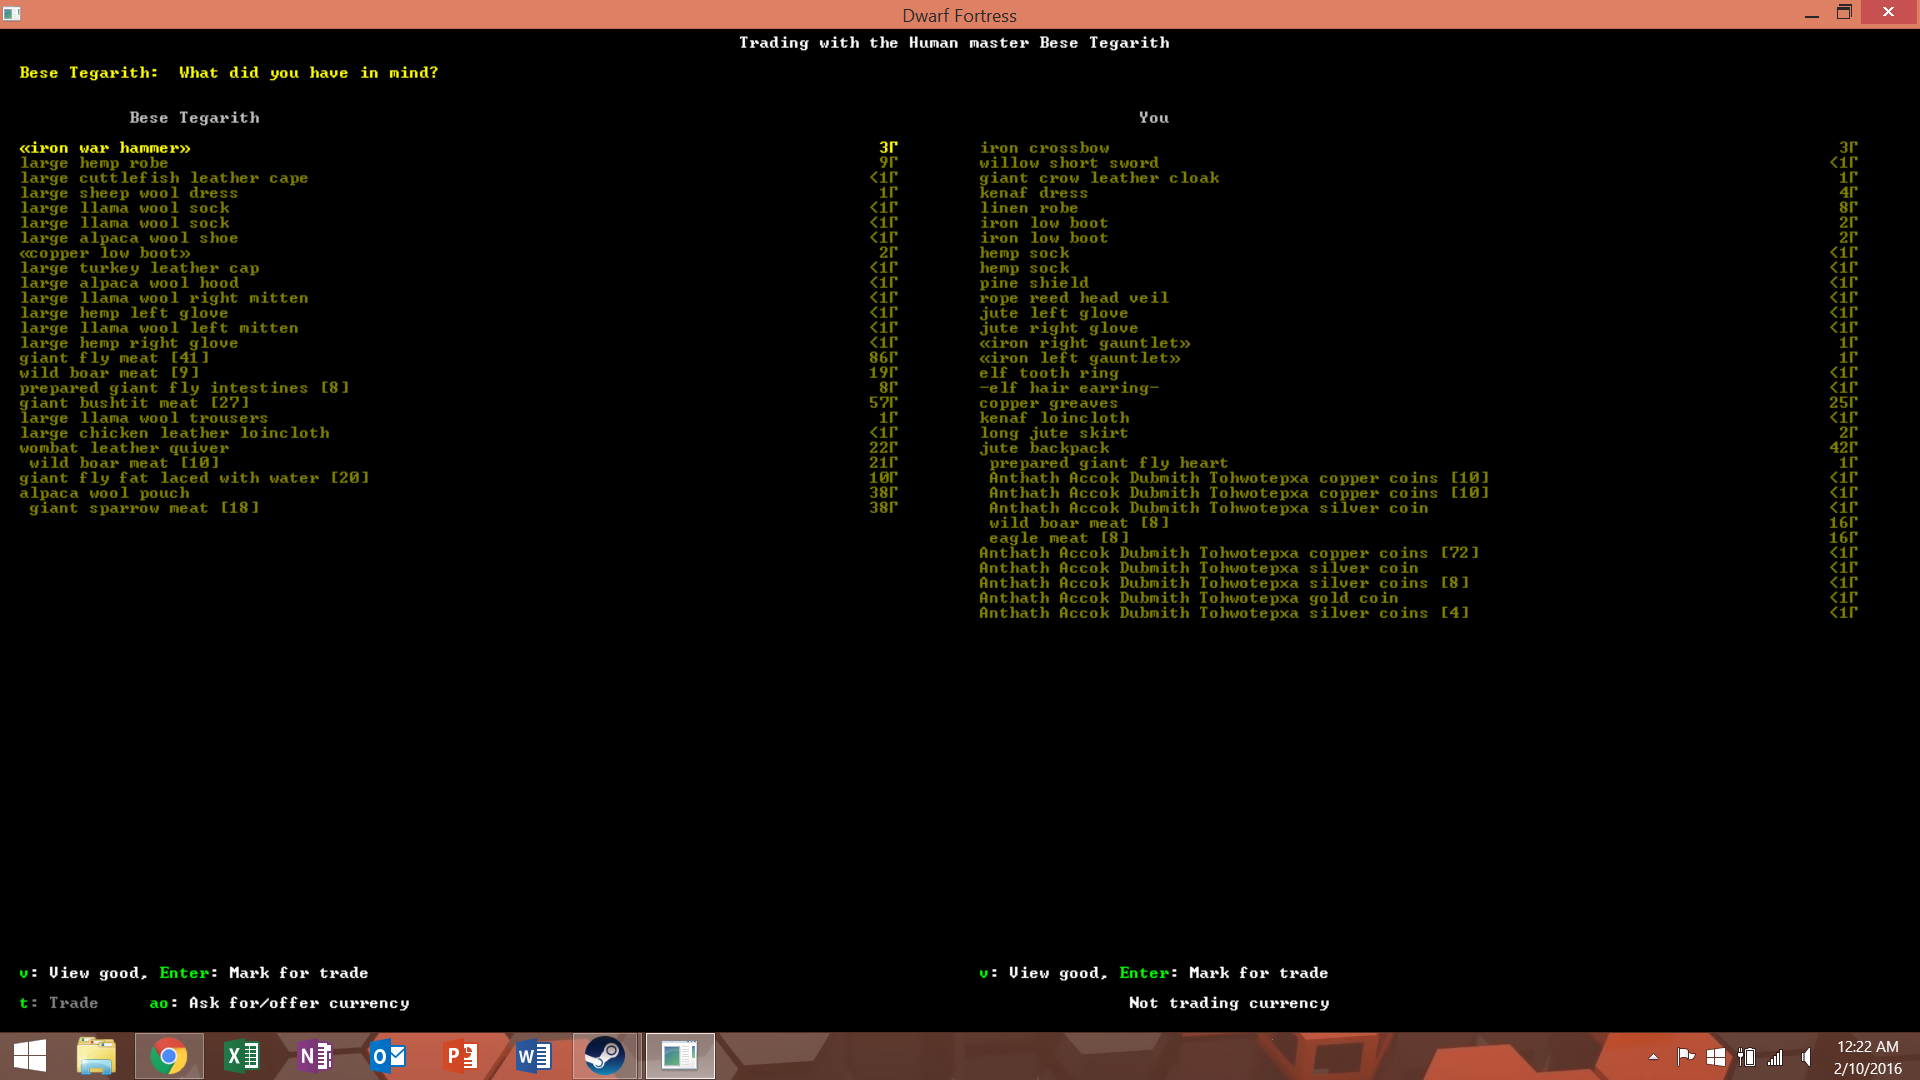 Dwarf Fortress
Trading with the Human master Bese Tegarith
Bese Tegarith:  What did you have in mind?
Bese Tegarith
«iron war hammer» 3Γ
large hemp robe 9Γ
large cuttlefish leather cape <1Γ
large sheep wool dress 1Γ
large llama wool sock <1Γ
large llama wool sock <1Γ
large alpaca wool shoe <1Γ
«copper low boot» 2Γ
large turkey leather cap <1Γ
large alpaca wool hood <1Γ
large llama wool right mitten <1Γ
large hemp left glove <1Γ
large llama wool left mitten <1Γ
large hemp right glove <1Γ
giant fly meat [41] 86Γ
wild boar meat [9] 19Γ
prepared giant fly intestines [8] 8Γ
giant bushtit meat [27] 57Γ
large llama wool trousers 1Γ
large chicken leather loincloth <1Γ
wombat leather quiver 22Γ
wild boar meat [10] 21Γ
giant fly fat laced with water [20] 10Γ
alpaca wool pouch 38Γ
giant sparrow meat [18] 38Γ
You
iron crossbow 3Γ
willow short sword <1Γ
giant crow leather cloak 1Γ
kenaf dress 4Γ
linen robe 8Γ
iron low boot 2Γ
iron low boot 2Γ
hemp sock <1Γ
hemp sock <1Γ
pine shield <1Γ
rope reed head veil <1Γ
jute left glove <1Γ
jute right glove <1Γ
«iron right gauntlet» 1Γ
«iron left gauntlet» 1Γ
elf tooth ring <1Γ
-elf hair earring- <1Γ
copper greaves 25Γ
kenaf loincloth <1Γ
long jute skirt 2Γ
jute backpack 42Γ
prepared giant fly heart 1Γ
Anthath Accok Dubmith Tohwotepxa copper coins [10] <1Γ
Anthath Accok Dubmith Tohwotepxa copper coins [10] <1Γ
Anthath Accok Dubmith Tohwotepxa silver coin <1Γ
wild boar meat [8] 16Γ
eagle meat [8] 16Γ
Anthath Accok Dubmith Tohwotepxa copper coins [72] <1Γ
Anthath Accok Dubmith Tohwotepxa silver coin <1Γ
Anthath Accok Dubmith Tohwotepxa silver coins [8] <1Γ
Anthath Accok Dubmith Tohwotepxa gold coin <1Γ
Anthath Accok Dubmith Tohwotepxa silver coins [4] <1Γ
v: View good, Enter: Mark for trade
t: Trade     ao: Ask for/offer currency
v: View good, Enter: Mark for trade
Not trading currency
12:22 AM
2/10/2016